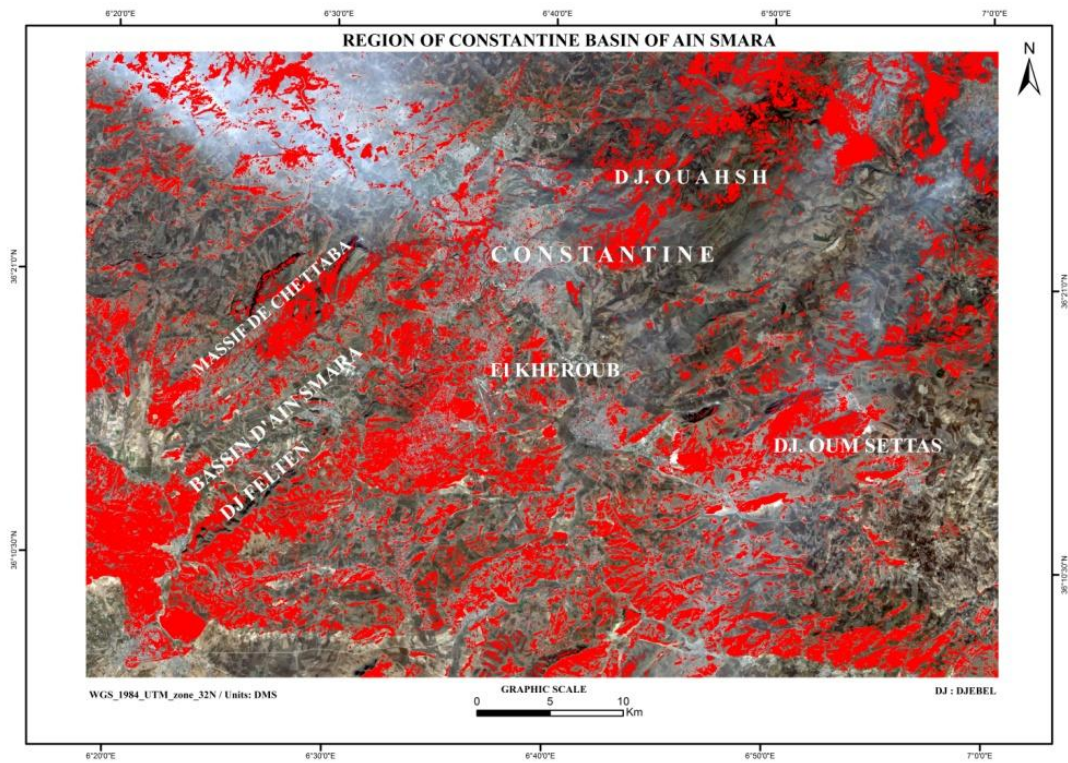 6°20'0"E 6°30'0"E 6°40'0"E 6°50'0"E 7°0'0"E
REGION OF CONSTANTINE BASIN OF AIN SMARA
N
DJ. OUAHSH
CONSTANTINE
36°21'0"N
36°21'0"N
MASSIF DE CHETTABA
El KHEROUB
BASSIN D'AIN SMARA
DJ. OUM SETTAS
DJ FELTEN
36°10'30"N
36°10'30"N
WGS_1984_UTM_zone_32N / Units: DMS
GRAPHIC SCALE
0 5 10
Km
DJ : DJEBEL
6°20'0"E 6°30'0"E 6°40'0"E 6°50'0"E 7°0'0"E